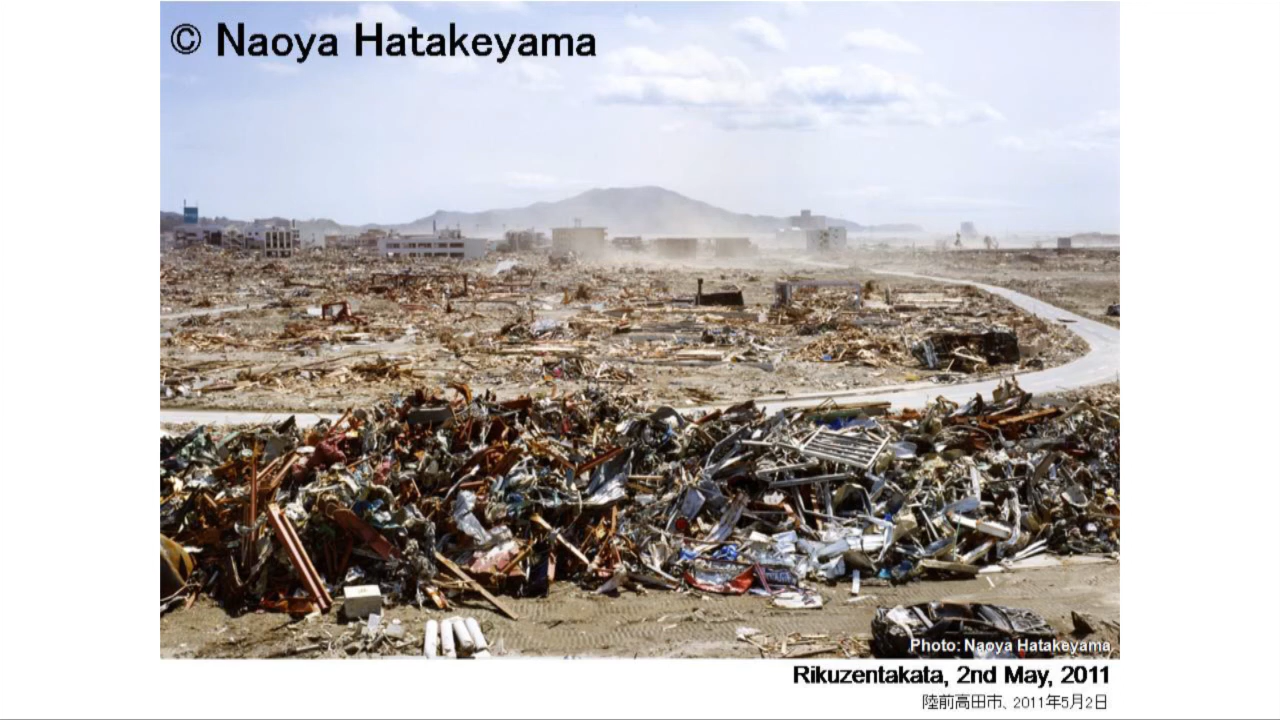 © Naoya Hatakeyama
Photo: Naoya Hatakeyama
Rikuzentakata, 2nd May, 2011
陸前高田市、2011年5月2日